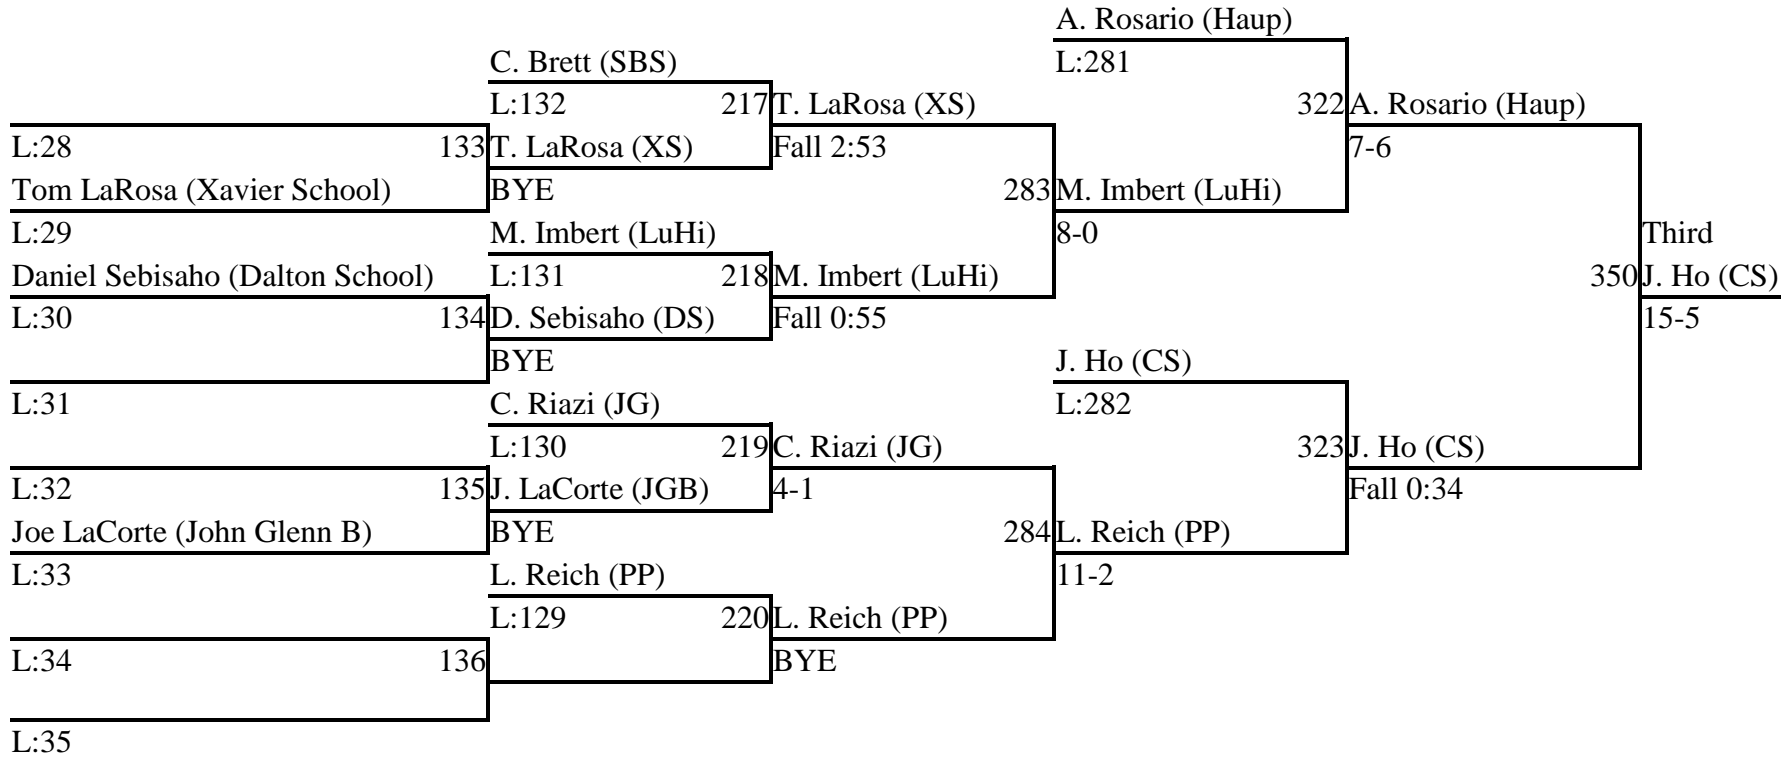 A. Rosario (Haup)
C. Brett (SBS) L:281
L:132 217 T. LaRosa (XS) 322 A. Rosario (Haup)
L:28 133 T. LaRosa (XS) Fall 2:53 7-6
Tom LaRosa (Xavier School) BYE 283 M. Imbert (LuHi)
L:29 M. Imbert (LuHi) 8-0 Third
Daniel Sebisaho (Dalton School) L:131 218 M. Imbert (LuHi) 350 J. Ho (CS)
L:30 134 D. Sebisaho (DS) Fall 0:55 15-5
BYE J. Ho (CS)
L:31 C. Riazi (JG) L:282
L:130 219 C. Riazi (JG) 323 J. Ho (CS)
L:32 135 J. LaCorte (JGB) 4-1 Fall 0:34
Joe LaCorte (John Glenn B) BYE 284 L. Reich (PP)
L:33 L. Reich (PP) 11-2
L:129 220 L. Reich (PP)
L:34 136 BYE
L:35